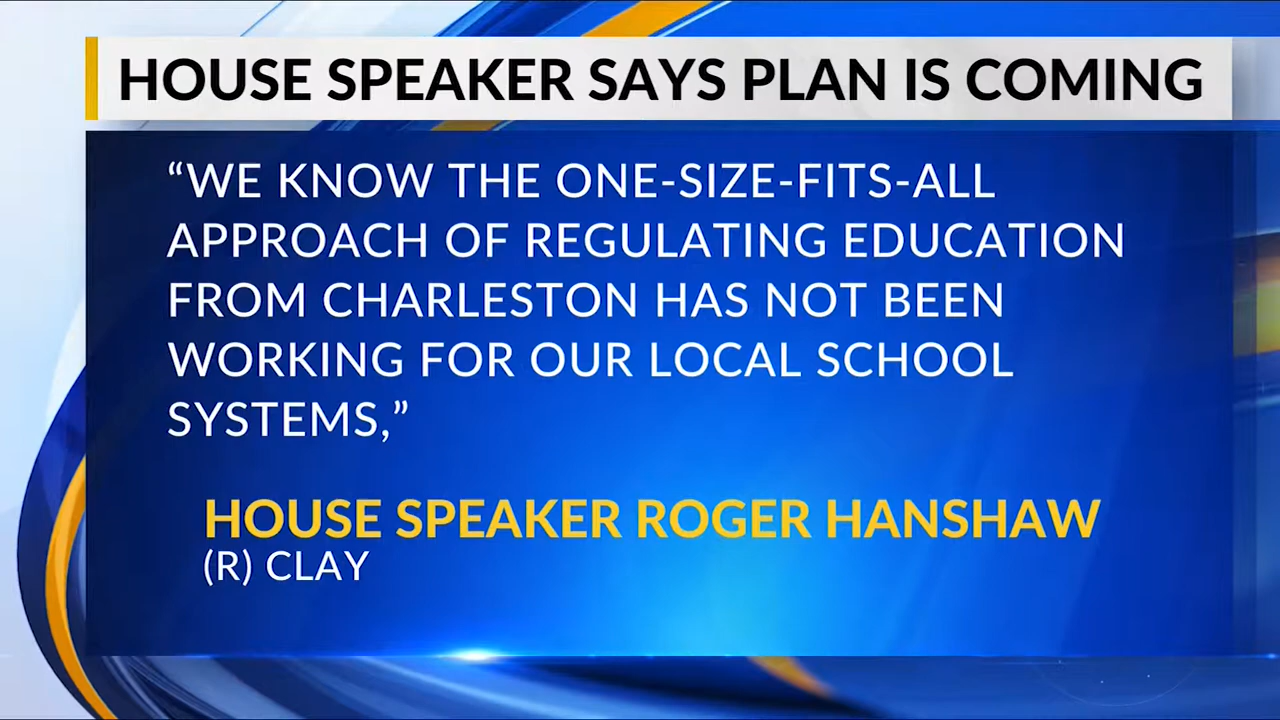 HOUSE SPEAKER SAYS PLAN IS COMING
“WE KNOW THE ONE-SIZE-FITS-ALL
APPROACH OF REGULATING EDUCATION
FROM CHARLESTON HAS NOT BEEN
WORKING FOR OUR LOCAL SCHOOL
SYSTEMS,”
HOUSE SPEAKER ROGER HANSHAW
(R) CLAY